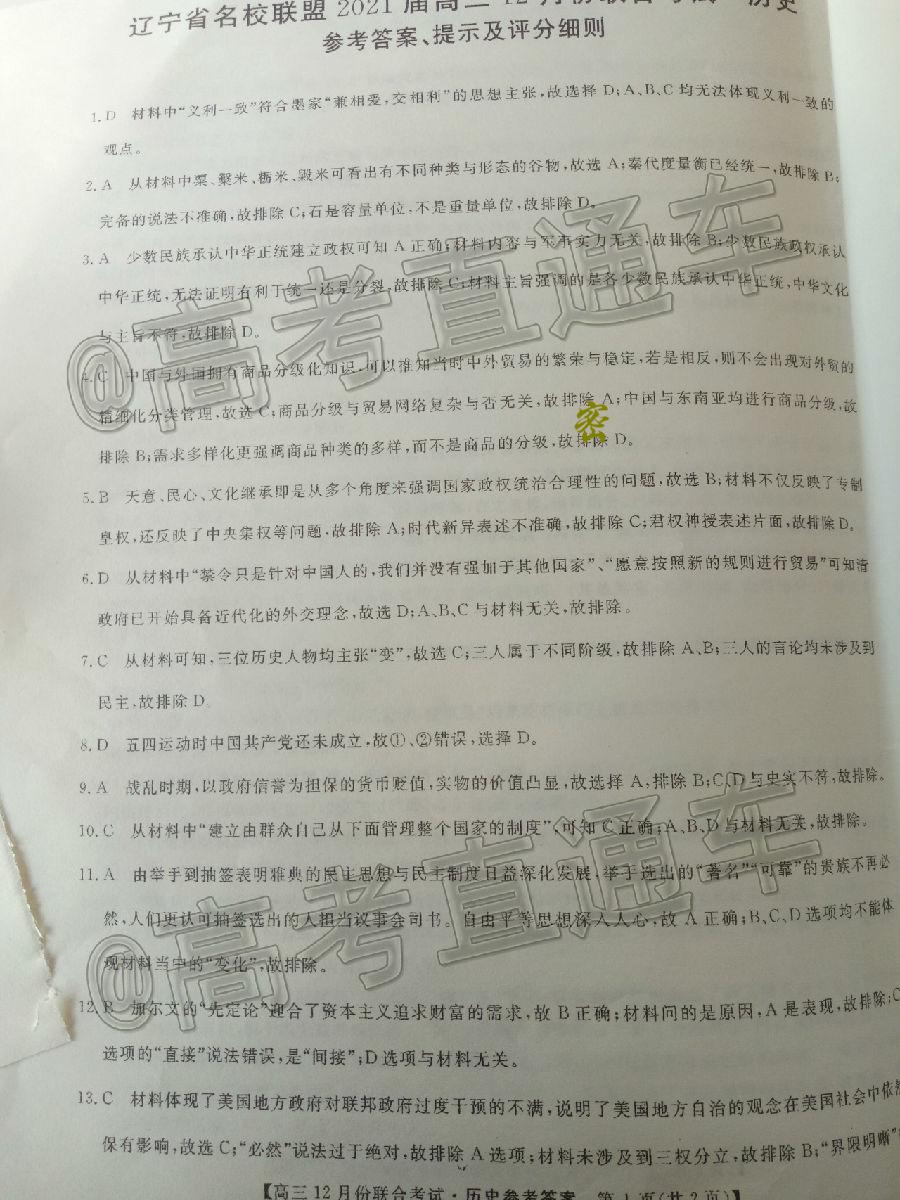 辽宁省名校联盟 2021 届高三 12 月份联合考试·历史
参考答案、提示及评分细则
1.D 材料中“义利一致”符合墨家“兼相爱,交相利”的思想主张,故选择 D;A、B、C 均无法体现义利一致的
观点。
2.A 从材料中粟、糳米、粝米、毇米可看出有不同种类与形态的谷物,故选 A;秦代度量衡已经统一,故排除 B;
完备的说法不准确,故排除 C;石是容量单位,不是重量单位,故排除 D。
3.A 少数民族承认中华正统建立政权可知 A 正确;材料内容与军事实力无关,故排除 B;少数民族政权承认
中华正统,无法证明有利于统一还是分裂,故排除 C;材料主旨强调的是各少数民族承认中华正统,中华文化
与主旨不符,故排除 D。
4.C 中国与外洲拥有商品分级化知识,可以推知当时中外贸易的繁荣与稳定,若是相反,则不会出现对外贸的
精细化分类管理,故选 C;商品分级与贸易网络复杂与否无关,故排除 A;中国与东南亚均进行商品分级,故
排除 B;需求多样化更强调商品种类的多样,而不是商品的分级,故排除 D。
密
5.B 天意、民心、文化继承即是从多个角度来强调国家政权统治合理性的问题,故选 B;材料不仅反映了专制
皇权,还反映了中央集权等问题,故排除 A;时代新异表述不准确,故排除 C;君权神授表述片面,故排除 D。
6.D 从材料中“禁令只是针对中国人的,我们并没有强加于其他国家”、“愿意按照新的规则进行贸易”可知清
政府已开始具备近代化的外交理念,故选 D;A、B、C 与材料无关,故排除。
7.C 从材料可知,三位历史人物均主张“变”,故选 C;三人属于不同阶级,故排除 A、B;三人的言论均未涉及到
民主,故排除 D。
8.D 五四运动时中国共产党还未成立,故①、②错误,选择 D。
9.A 战乱时期,以政府信誉为担保的货币贬值,实物的价值凸显,故选择 A,排除 B;C、D 与史实不符,故排除。
10.C 从材料中“建立由群众自己从下面管理整个国家的制度”,可知 C 正确;A、B、D 与材料无关,故排除。
11.A 由举手到抽签表明雅典的民主思想与民主制度日益深化发展,举手选出的“著名”“可靠”的贵族不再必
然,人们更认可抽签选出的人担当议事会司书。自由平等思想深入人心,故 A 正确;B、C、D 选项均不能体
现材料当中的“变化”,故排除。
12.B 加尔文的“先定论”迎合了资本主义追求财富的需求,故 B 正确;材料问的是原因,A 是表现,故排除;C
选项的“直接”说法错误,是“间接”;D 选项与材料无关。
13.C 材料体现了美国地方政府对联邦政府过度干预的不满,说明了美国地方自治的观念在美国社会中依然
保有影响,故选 C;“必然”说法过于绝对,故排除 A 选项;材料未涉及到三权分立,故排除 B;“界限明晰”
【高三 12 月份联合考试·历史参考答案 第 1 页(共 2 页)】
@高考直通车
@高考直通车